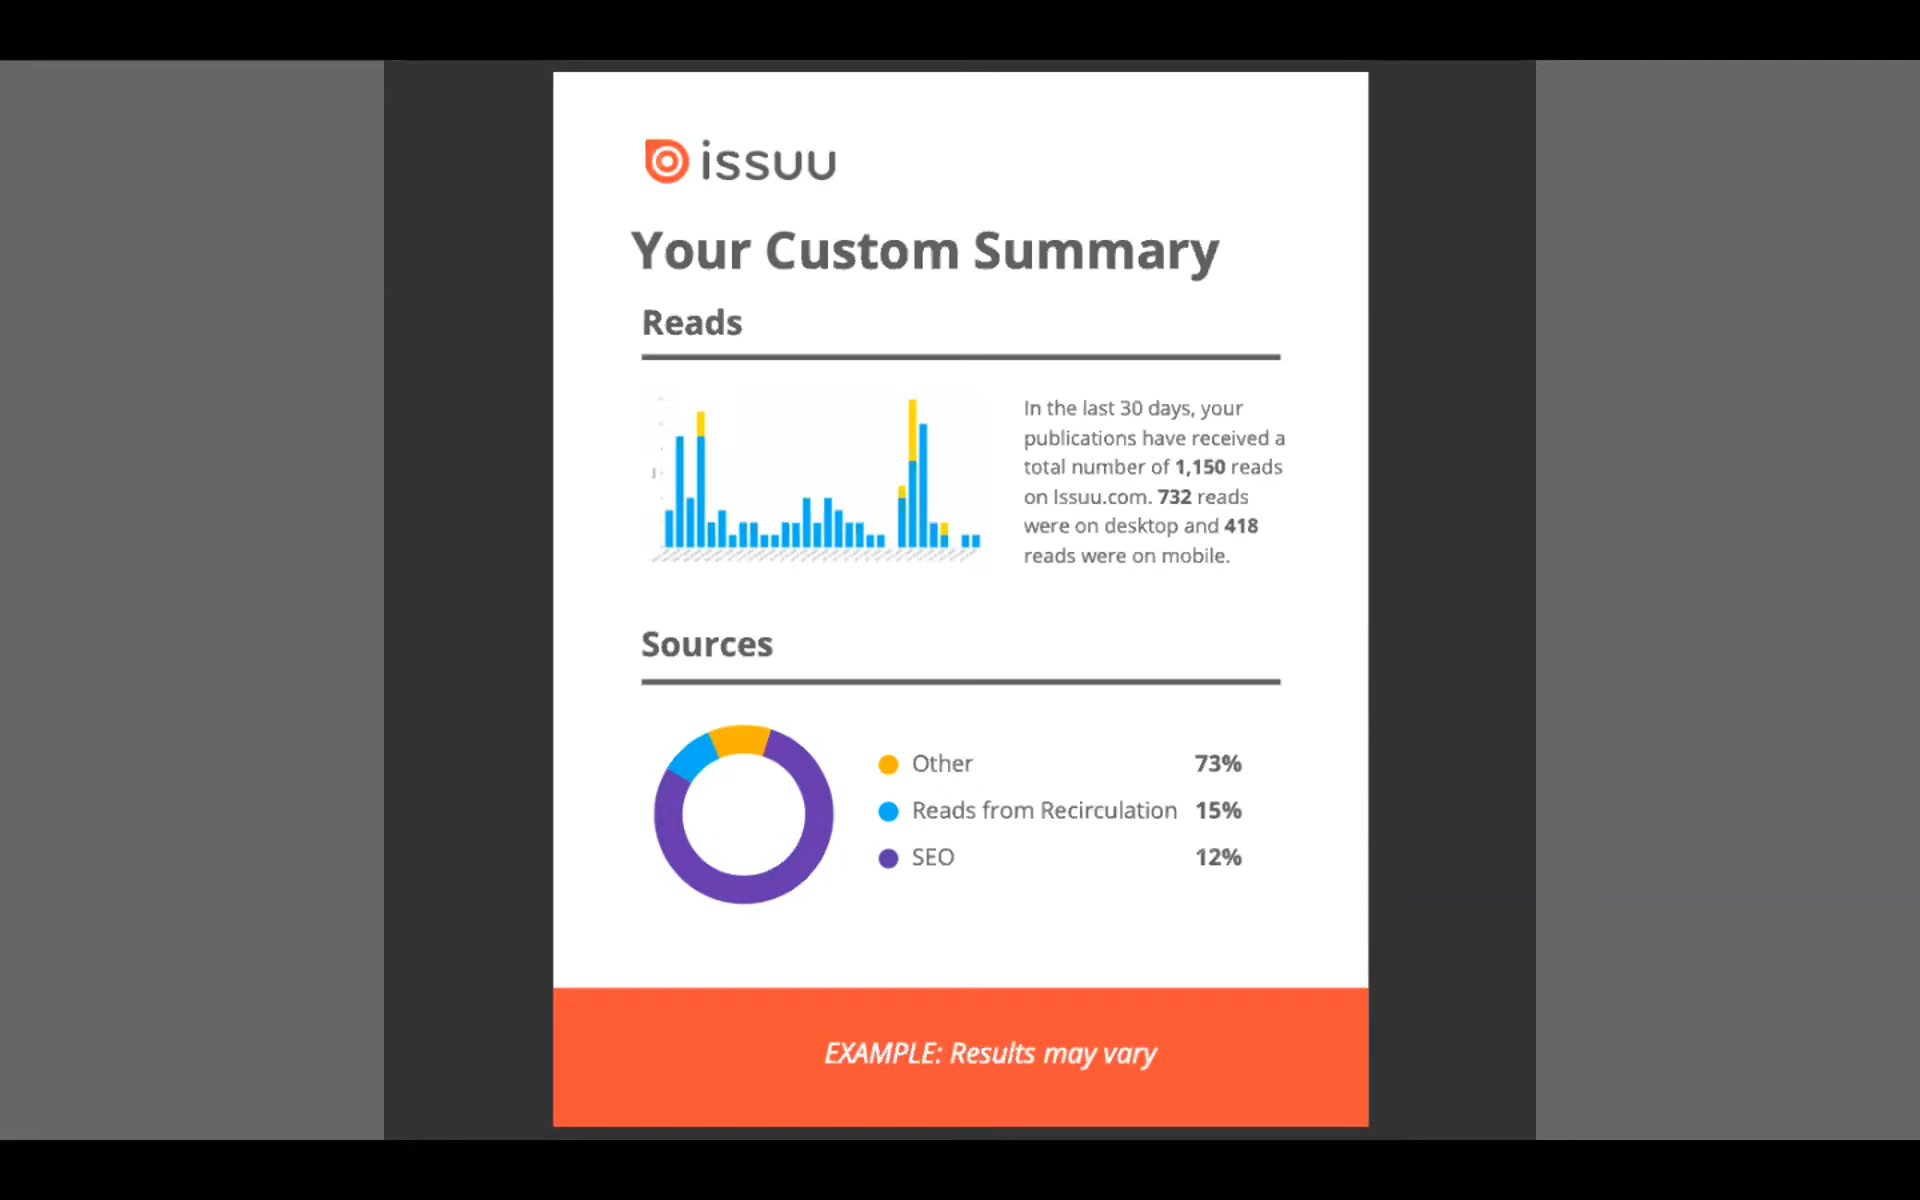 issuu
Your Custom Summary
Reads
In the last 30 days, your
publications have received a
total number of 1,150 reads
on Issuu.com. 732 reads
were on desktop and 418
reads were on mobile.
Sources
Other 73%
Reads from Recirculation 15%
SEO 12%
EXAMPLE: Results may vary